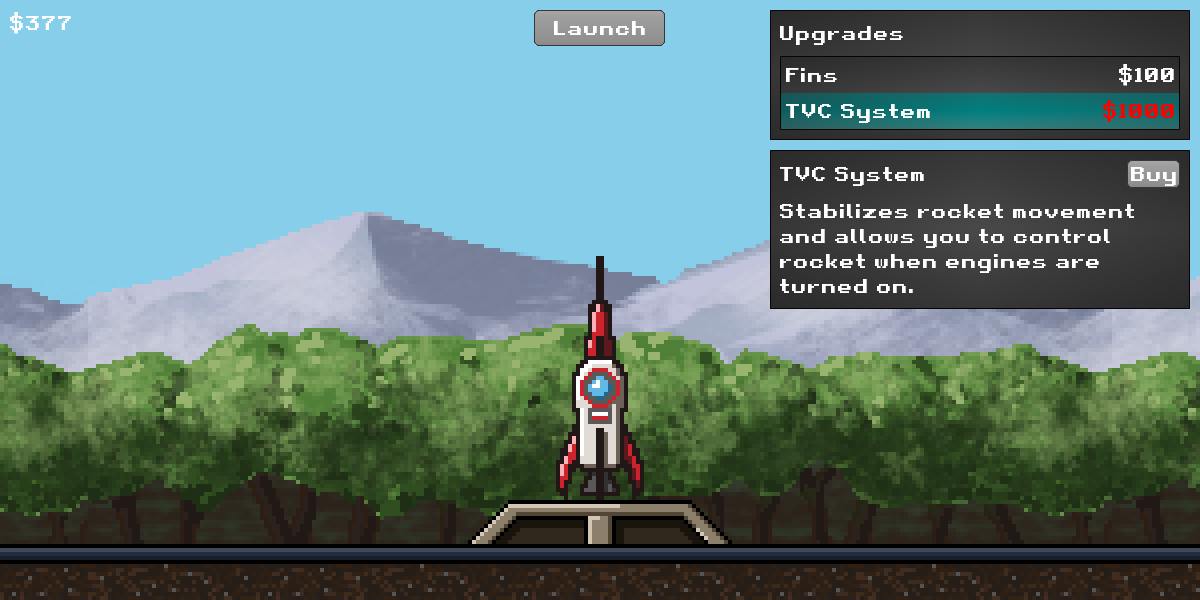 $377
Launch
Upgrades
Fins $100
TVC System $1000
TVC System Buy
Stabilizes rocket movement
and allows you to control
rocket when engines are
turned on.